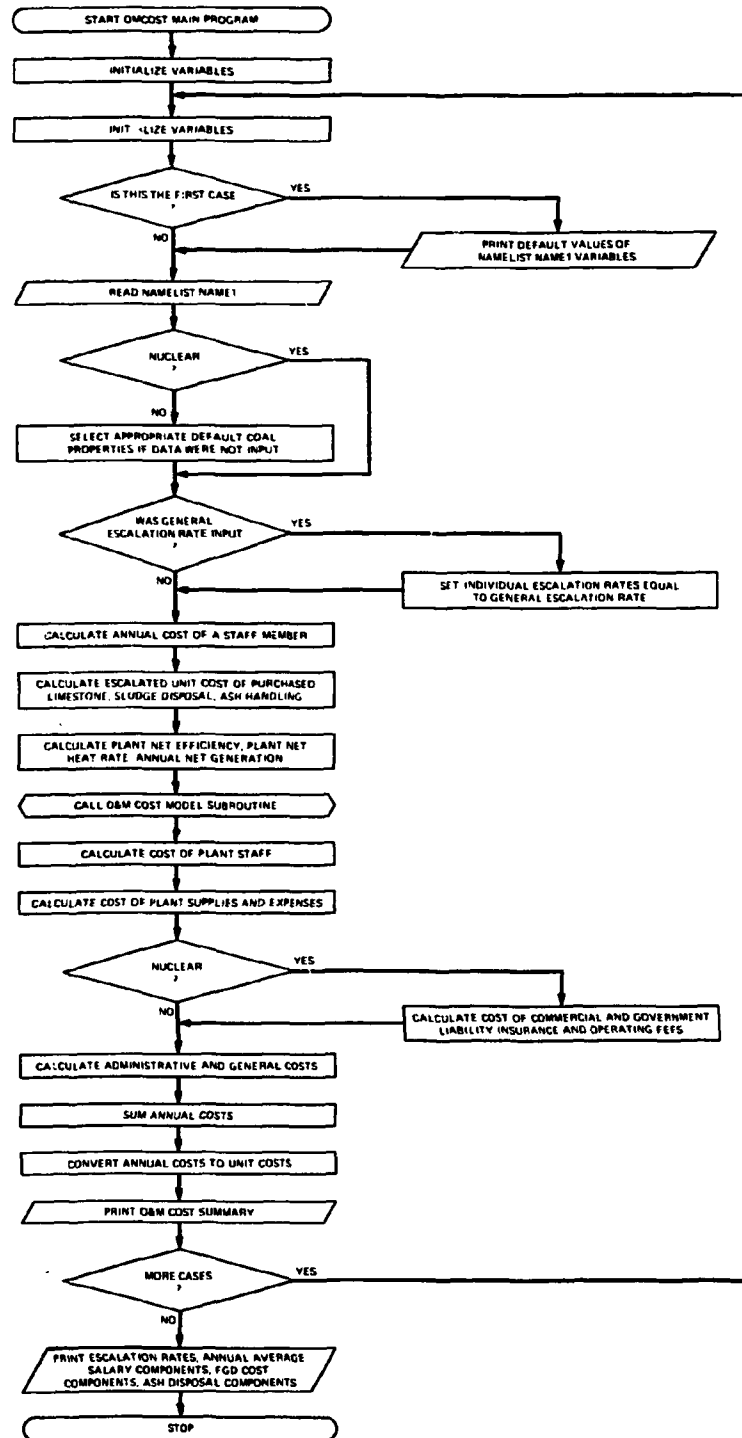 START OMCOST MAIN PROGRAM
INITIALIZE VARIABLES
INIT LIZE VARIABLES
IS THIS THE FIRST CASE
?
YES
NO
PRINT DEFAULT VALUES OF
NAMELIST NAME1 VARIABLES
READ NAMELIST NAME1
NUCLEAR
?
YES
NO
SELECT APPROPRIATE DEFAULT COAL
PROPERTIES IF DATA WERE NOT INPUT
WAS GENERAL
ESCALATION RATE INPUT
?
YES
NO
SET INDIVIDUAL ESCALATION RATES EQUAL
TO GENERAL ESCALATION RATE
CALCULATE ANNUAL COST OF A STAFF MEMBER
CALCULATE ESCALATED UNIT COST OF PURCHASED
LIMESTONE, SLUDGE DISPOSAL, ASH HANDLING
CALCULATE PLANT NET EFFICIENCY, PLANT NET
HEAT RATE ANNUAL NET GENERATION
CALL O&M COST MODEL SUBROUTINE
CALCULATE COST OF PLANT STAFF
CALCULATE COST OF PLANT SUPPLIES AND EXPENSES
NUCLEAR
?
YES
NO
CALCULATE COST OF COMMERCIAL AND GOVERNMENT
LIABILITY INSURANCE AND OPERATING FEES
CALCULATE ADMINISTRATIVE AND GENERAL COSTS
SUM ANNUAL COSTS
CONVERT ANNUAL COSTS TO UNIT COSTS
PRINT O&M COST SUMMARY
MORE CASES
?
YES
NO
PRINT ESCALATION RATES, ANNUAL AVERAGE
SALARY COMPONENTS, FGD COST
COMPONENTS, ASH DISPOSAL COMPONENTS
STOP